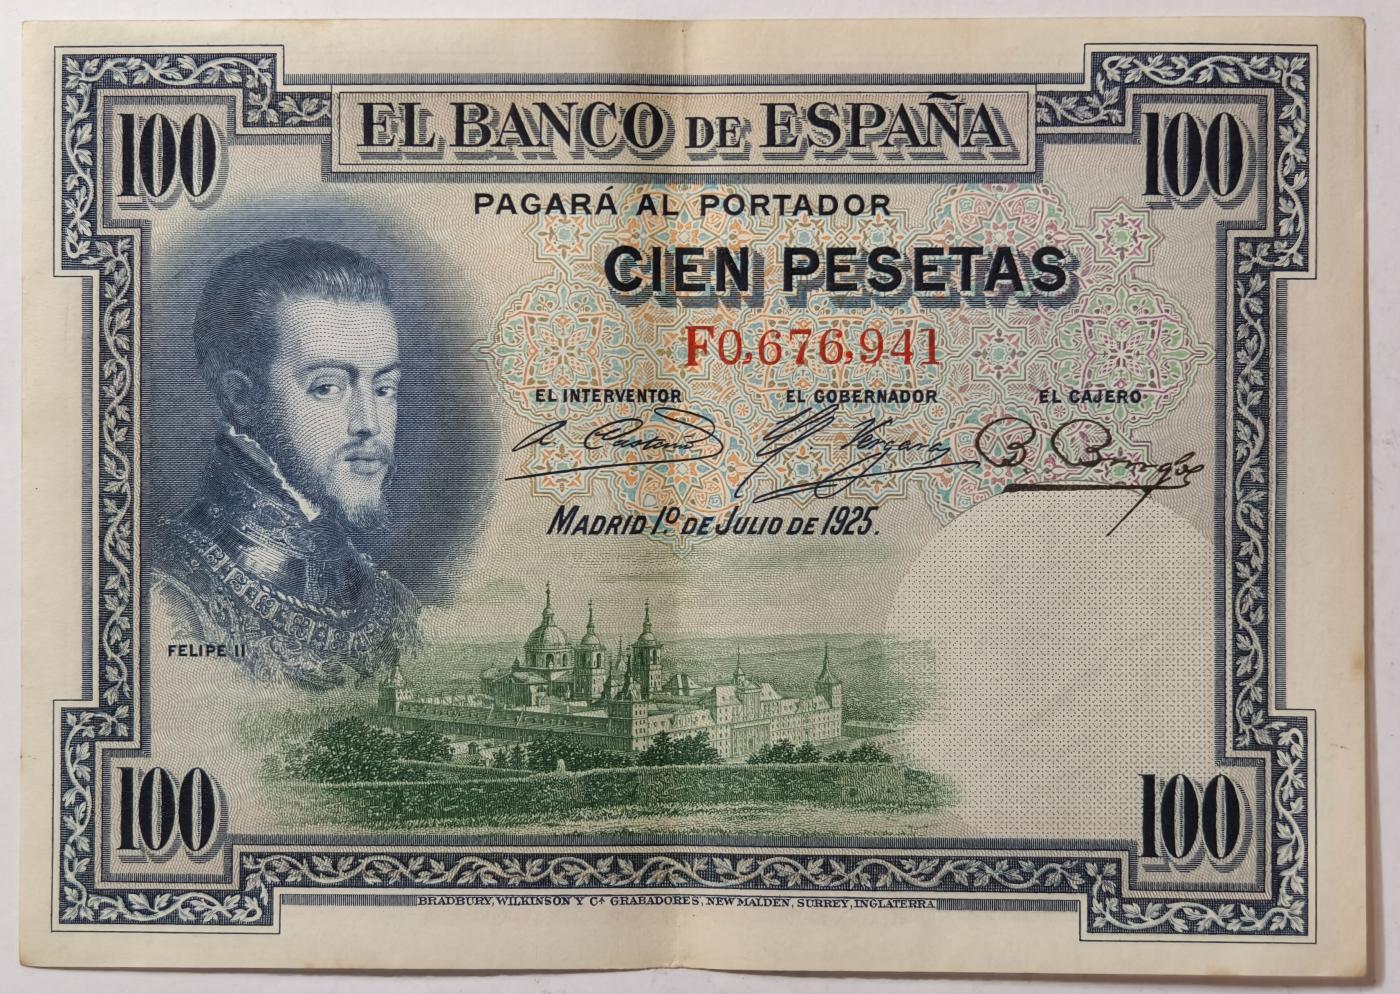 100
EL BANCO DE ESPAÑA
100
PAGARÁ AL PORTADOR
CIEN PESETAS
F0,676,941
EL INTERVENTOR EL GOBERNADOR EL CAJERO
MADRID 1º DE JULIO DE 1925.
FELIPE II
100
100
BRADBURY, WILKINSON Y Cª GRABADORES, NEW MALDEN, SURREY, INGLATERRA